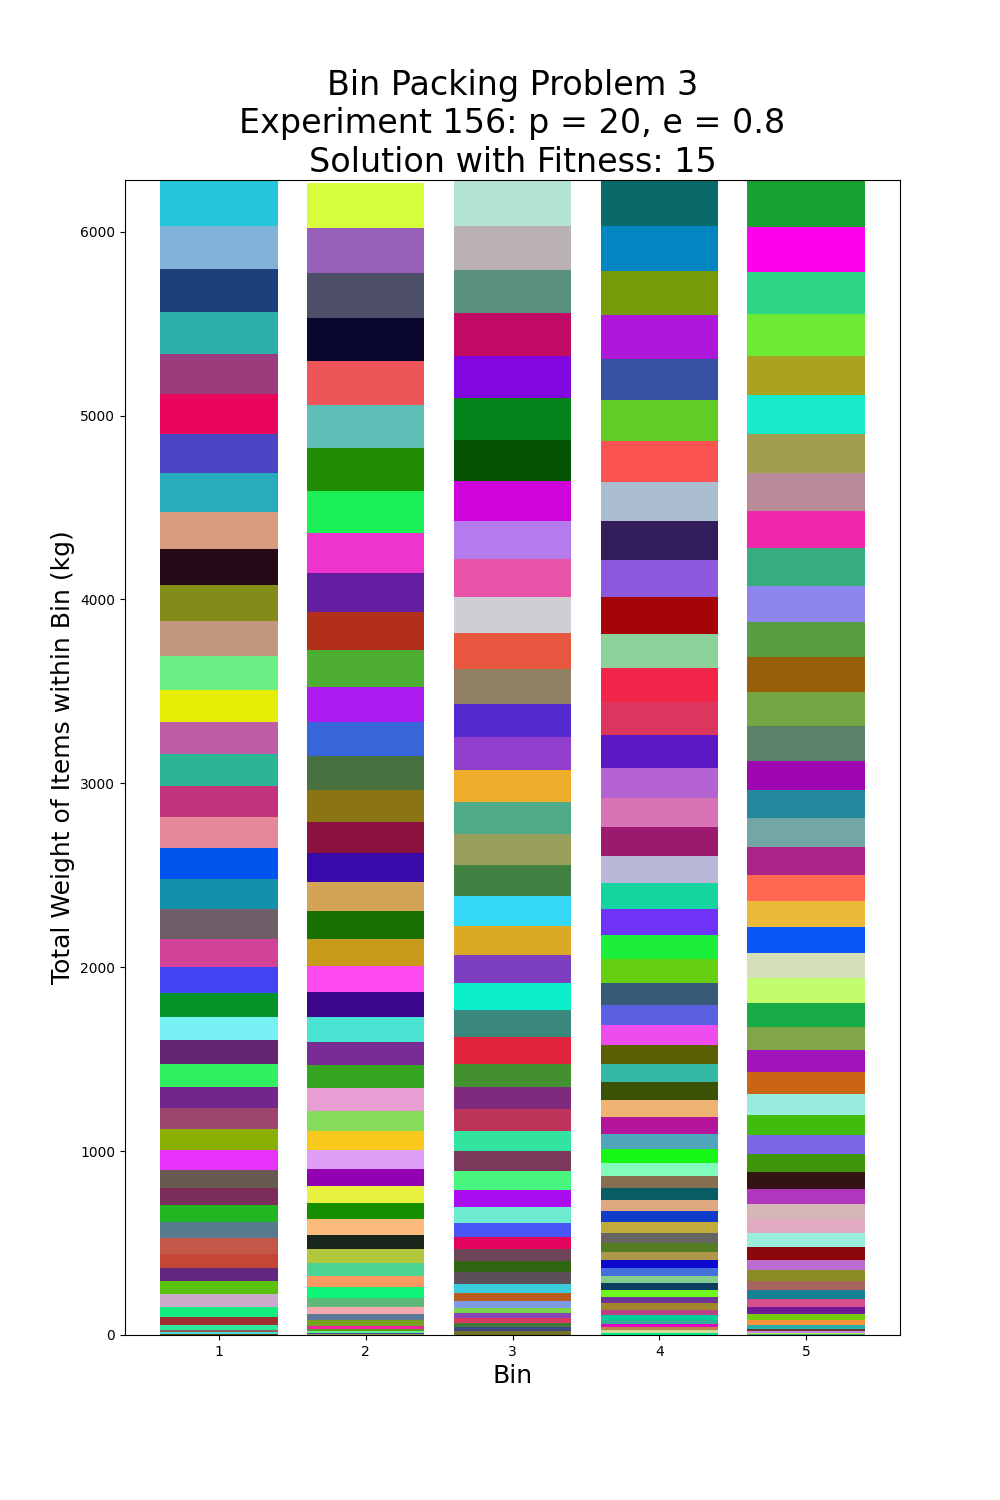 Bin Packing Problem 3
Experiment 156: p = 20, e = 0.8
Solution with Fitness: 15
Total Weight of Items within Bin (kg)
6000
5000
4000
3000
2000
1000
0
1 2 3 4 5
Bin